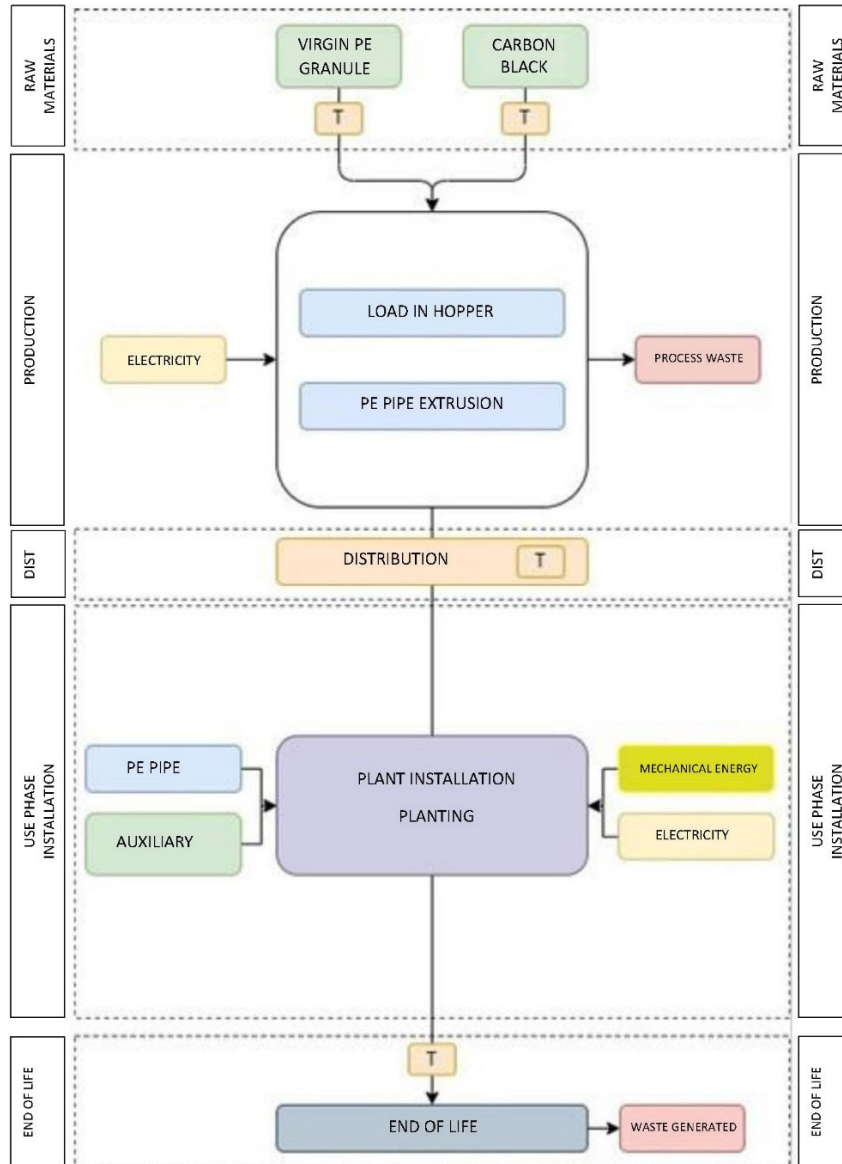 RAW
MATERIALS
VIRGIN PE
GRANULE
CARBON
BLACK
RAW
MATERIALS
T
T
PRODUCTION
LOAD IN HOPPER
ELECTRICITY
PROCESS WASTE
PE PIPE EXTRUSION
PRODUCTION
DIST
DISTRIBUTION
T
DIST
USE PHASE
INSTALLATION
PE PIPE
AUXILIARY
PLANT INSTALLATION
PLANTING
MECHANICAL ENERGY
ELECTRICITY
USE PHASE
INSTALLATION
T
END OF LIFE
END OF LIFE
WASTE GENERATED
END OF LIFE